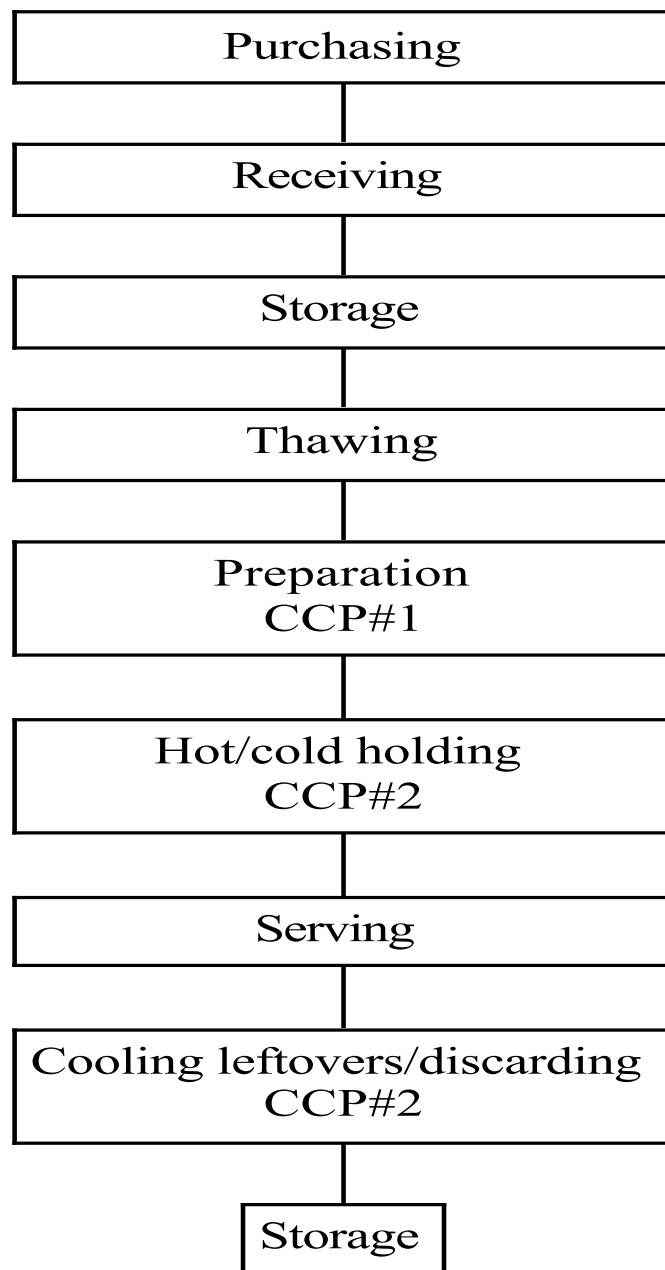 Purchasing
Receiving
Storage
Thawing
Preparation
CCP#1
Hot/cold holding
CCP#2
Serving
Cooling leftovers/discarding
CCP#2
Storage